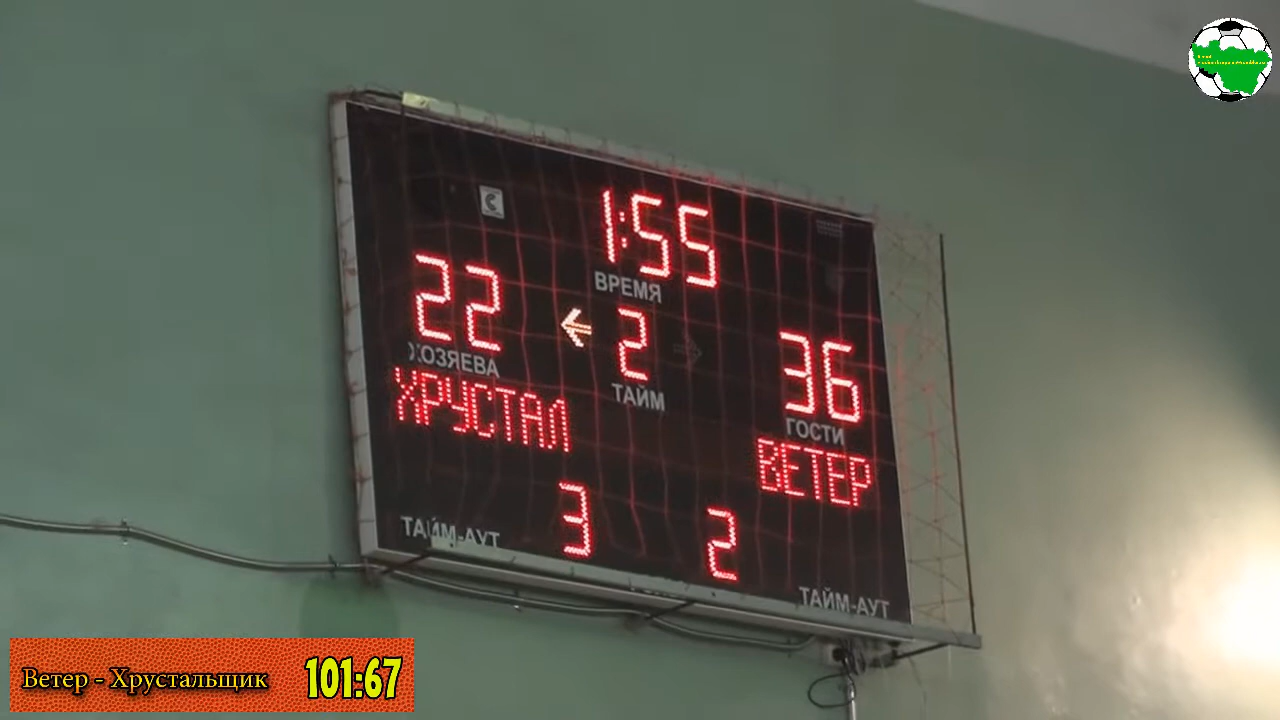 1:55
ВРЕМЯ
22
ХОЗЯЕВА
ХРУСТАЛ
2
ТАЙМ
36
ГОСТИ
ВЕТЕР
3
2
ТАЙМ-АУТ
ТАЙМ-АУТ
Ветер - Хрустальщик 101:67